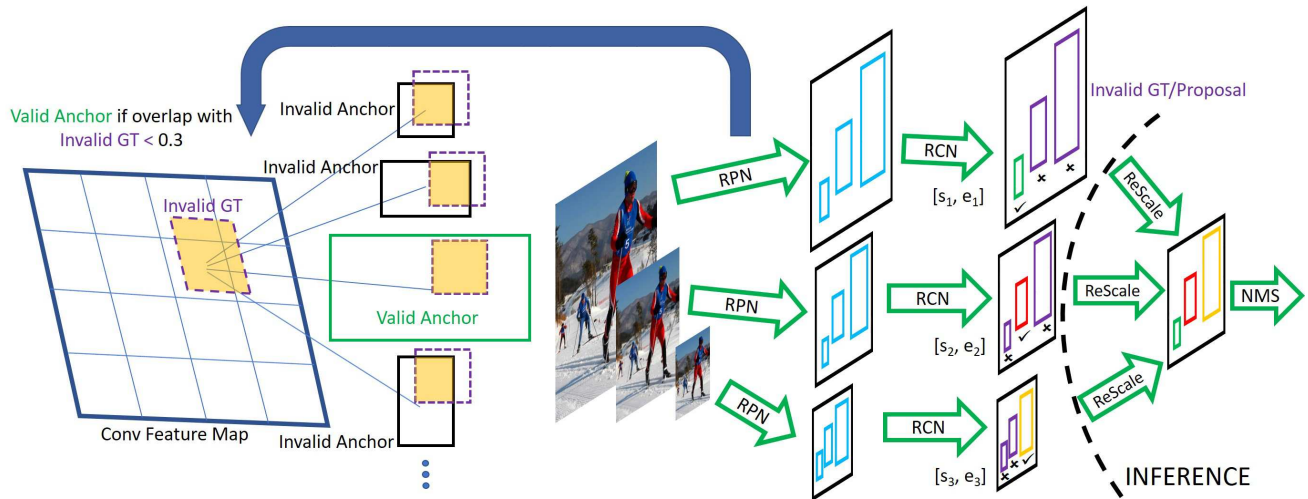 Valid Anchor if overlap with
Invalid GT < 0.3
Invalid GT
Conv Feature Map
Invalid Anchor
Invalid Anchor
Valid Anchor
Invalid Anchor
RPN
RCN
[s₁, e₁]
RPN
RCN
[s₂, e₂]
RPN
RCN
[s₃, e₃]
Invalid GT/Proposal
ReScale
ReScale
ReScale
NMS
INFERENCE